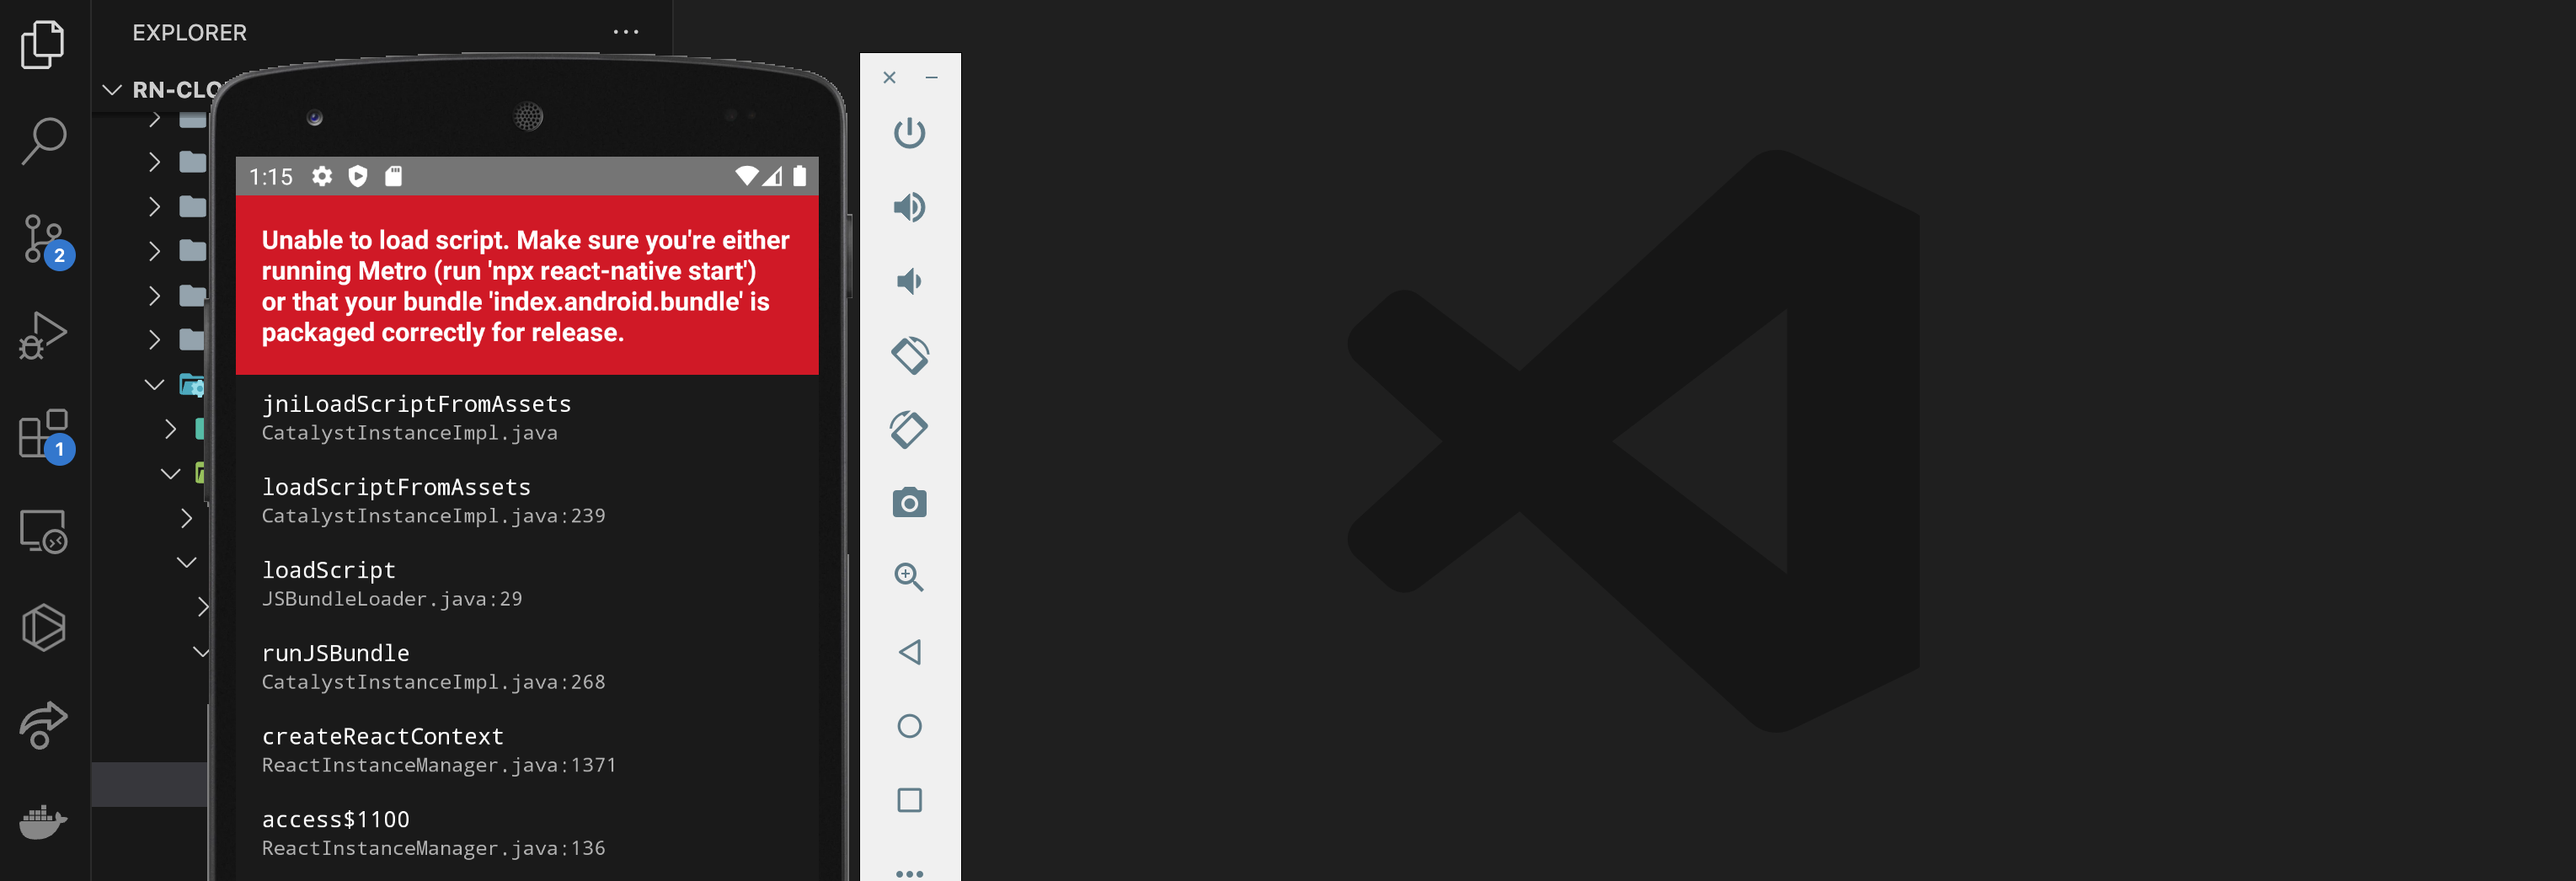 EXPLORER
RN-CLO
2
1
1:15
Unable to load script. Make sure you're either
running Metro (run 'npx react-native start')
or that your bundle 'index.android.bundle' is
packaged correctly for release.
jniLoadScriptFromAssets
CatalystInstanceImpl.java
loadScriptFromAssets
CatalystInstanceImpl.java:239
loadScript
JSBundleLoader.java:29
runJSBundle
CatalystInstanceImpl.java:268
createReactContext
ReactInstanceManager.java:1371
access$1100
ReactInstanceManager.java:136